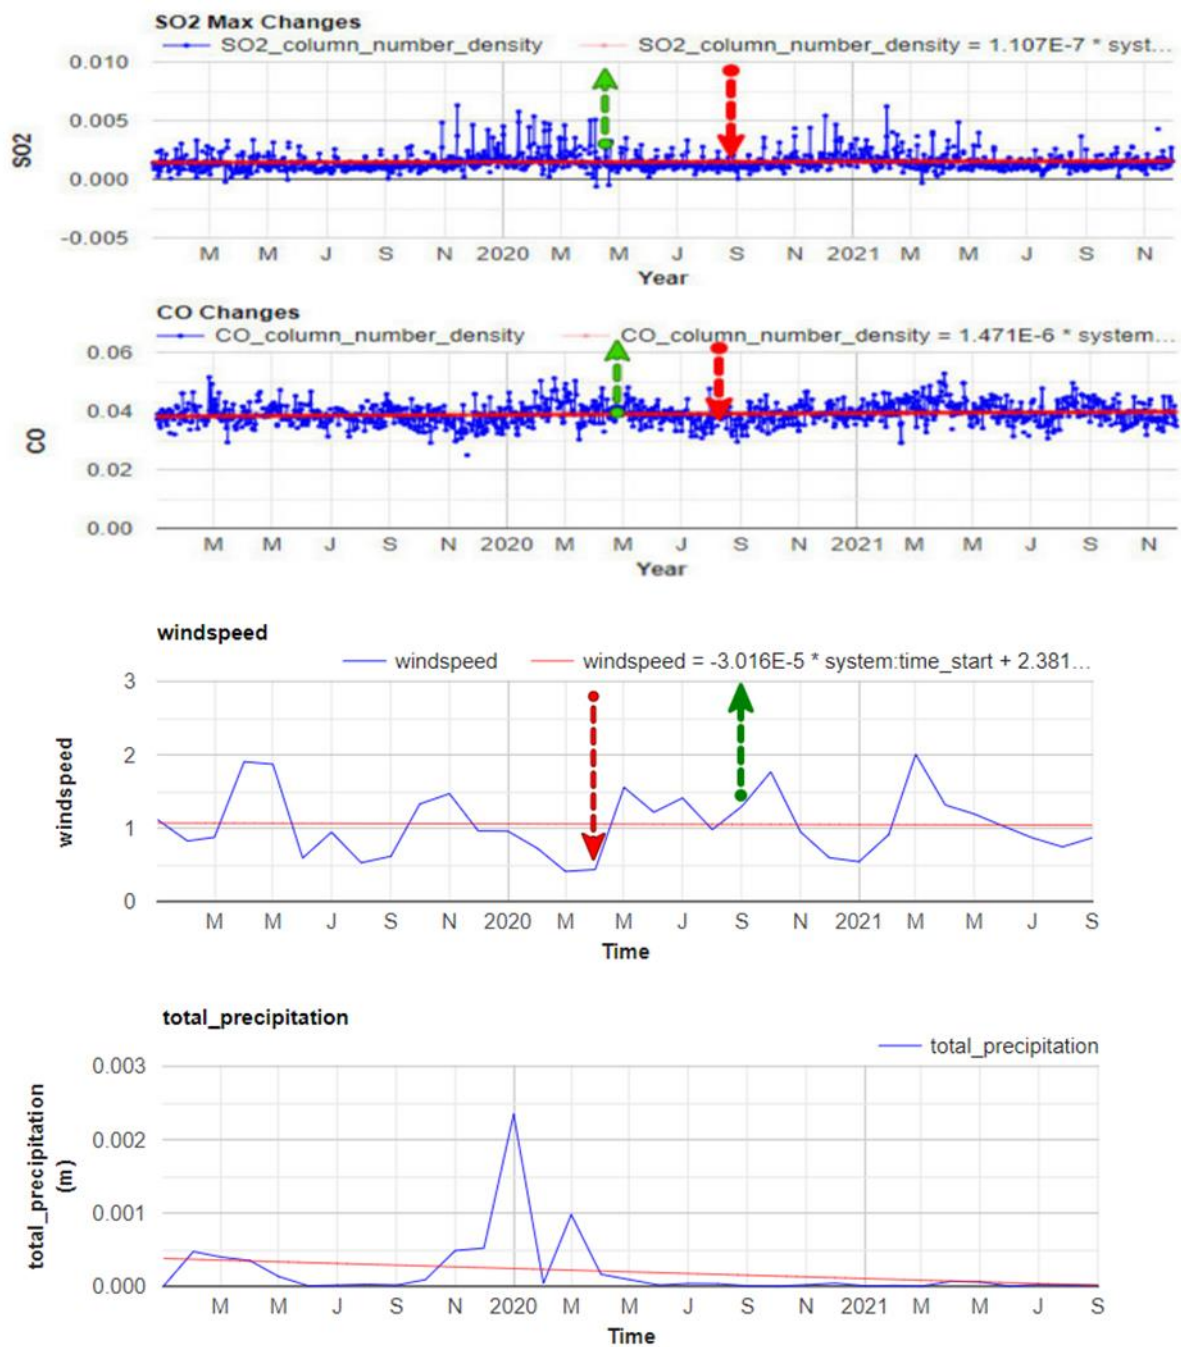 SO2 Max Changes
SO2_column_number_density SO2_column_number_density = 1.107E-7 * syst...
0.010
0.005
0.000
-0.005
SO2
M M J S N 2020 M M J S N 2021 M M J S N
Year
CO Changes
CO_column_number_density CO_column_number_density = 1.471E-6 * system...
0.06
0.04
0.02
0.00
CO
M M J S N 2020 M M J S N 2021 M M J S N
Year
windspeed
windspeed windspeed = -3.016E-5 * system:time_start + 2.381...
3
2
1
0
windspeed
M M J S N 2020 M M J S N 2021 M M J S
Time
total_precipitation
total_precipitation
0.003
0.002
0.001
0.000
total_precipitation
(m)
M M J S N 2020 M M J S N 2021 M M J S
Time